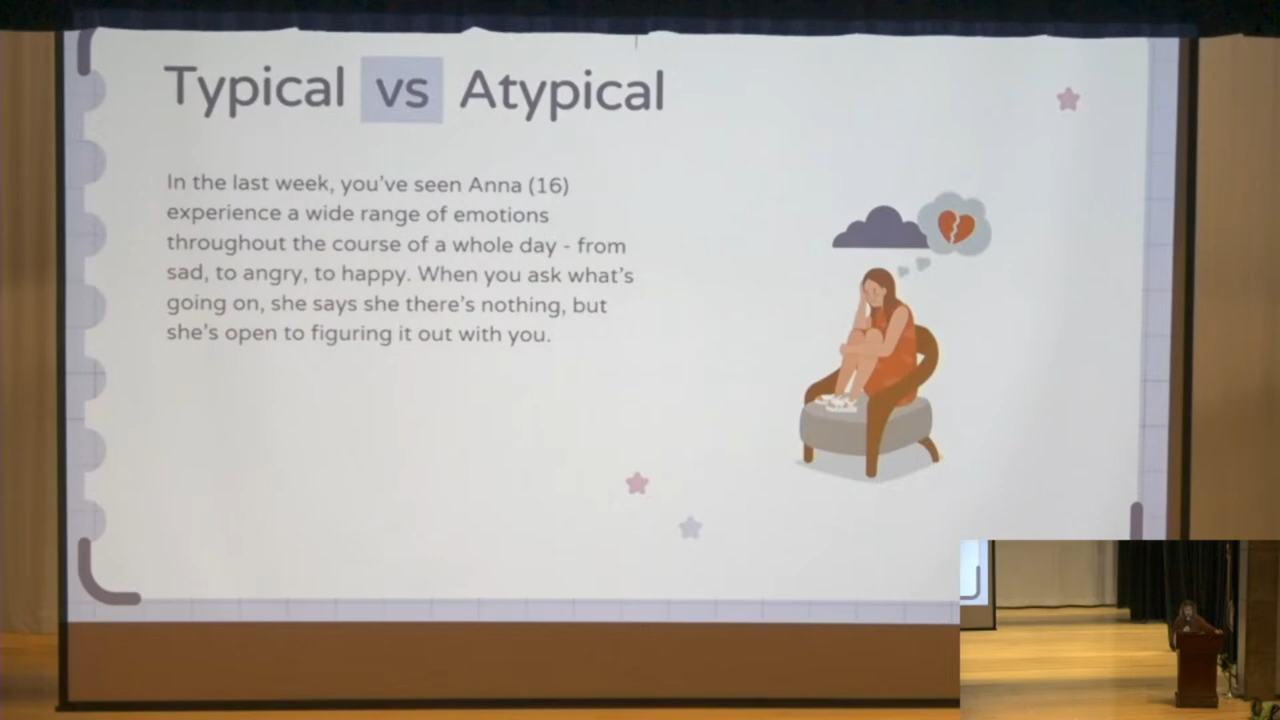 Typical vs Atypical
In the last week, you've seen Anna (16)
experience a wide range of emotions
throughout the course of a whole day - from
sad, to angry, to happy. When you ask what's
going on, she says she there's nothing, but
she's open to figuring it out with you.